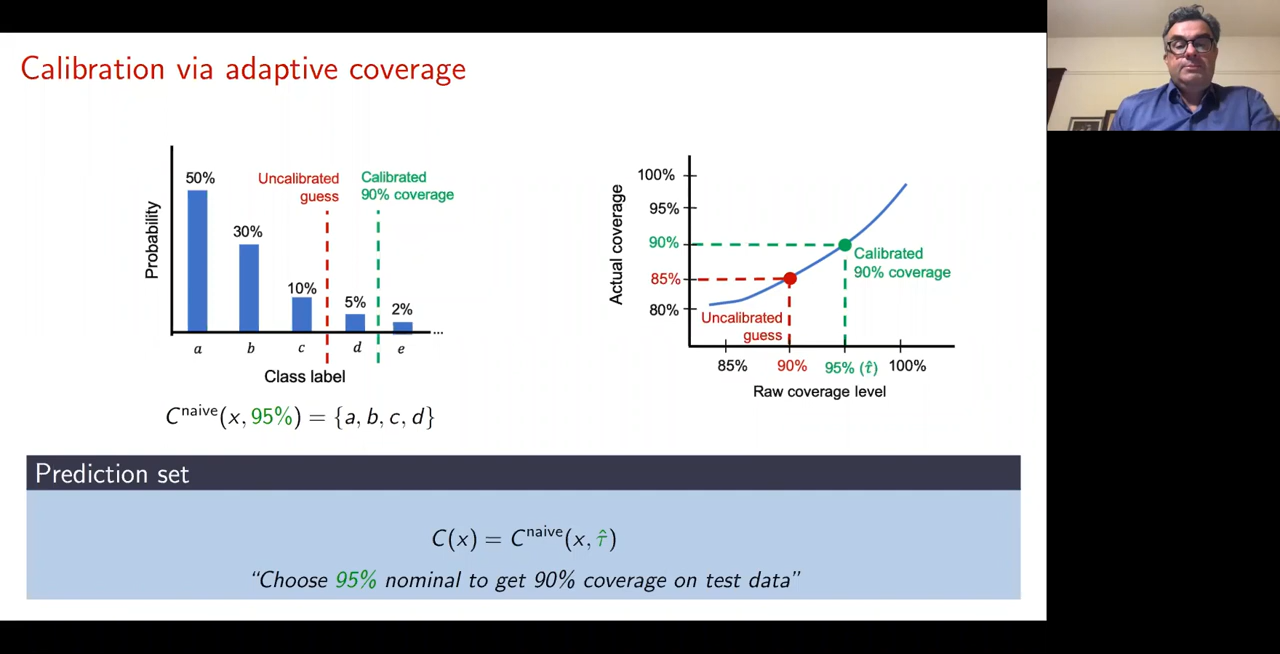 Calibration via adaptive coverage
50%
30%
10%
5%
2%
Uncalibrated
guess
Calibrated
90% coverage
Probability
a b c d e ...
Class label
C^naive(x, 95%) = {a, b, c, d}
100%
95%
90%
85%
80%
Actual coverage
Calibrated
90% coverage
Uncalibrated
guess
85% 90% 95% (τ̂) 100%
Raw coverage level
Prediction set
C(x) = C^naive(x, τ̂)
“Choose 95% nominal to get 90% coverage on test data”